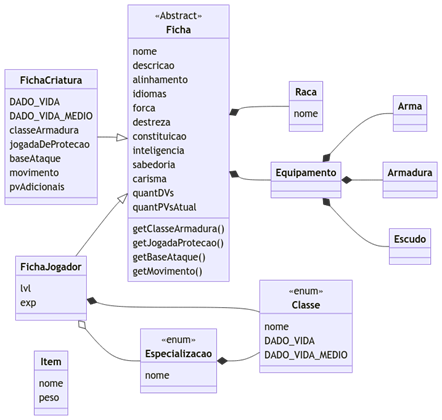 «Abstract»
Ficha
nome
descricao
alinhamento
idiomas
forca
destreza
constituicao
inteligencia
sabedoria
carisma
quantDVs
quantPVsAtual
getClasseArmadura()
getJogadaProtecao()
getBaseAtaque()
getMovimento()
FichaCriatura
DADO_VIDA
DADO_VIDA_MEDIO
classeArmadura
jogadaDeProtecao
baseAtaque
movimento
pvAdicionais
Raca
nome
Arma
Equipamento
Armadura
Escudo
FichaJogador
lvl
exp
«enum»
Classe
nome
DADO_VIDA
DADO_VIDA_MEDIO
«enum»
Especializacao
nome
Item
nome
peso